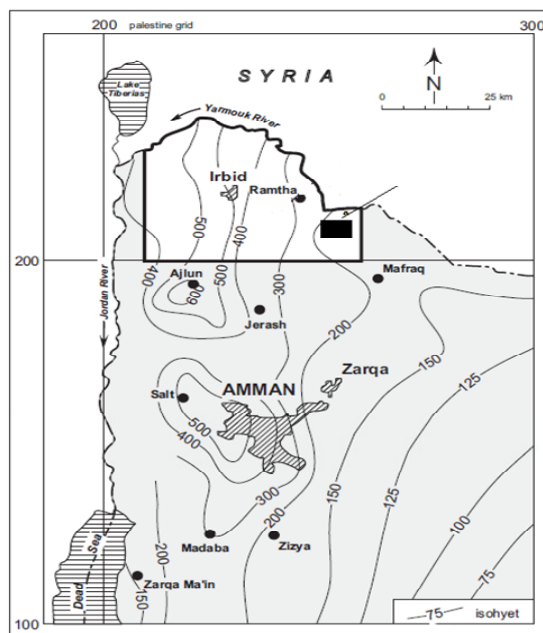 200
palestine grid
300
SYRIA
N
0
25 km
Lake
Tiberias
Yarmouk River
Irbid
Ramtha
500
400
500
400
300
200
200
Ajlun
600
Mafraq
Jordan River
Jerash
200
150
125
Zarqa
AMMAN
Salt
500
400
300
200
150
125
100
75
Madaba
Zizya
200
Dead Sea
Zarqa Ma'in
150
100
75 isohyet